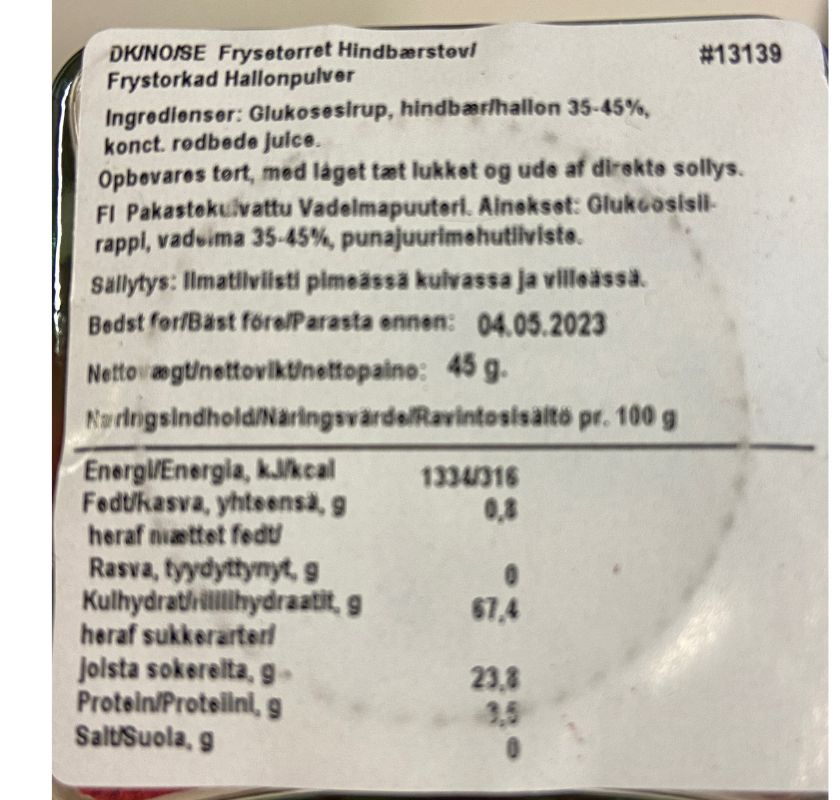 DK/NO/SE Frysetørret Hindbærstøv/ #13139
Frystorkad Hallonpulver
Ingredienser: Glukosesirup, hindbær/hallon 35-45%,
konct. rødbede juice.
Opbevares tørt, med låget tæt lukket og ude af direkte sollys.
FI Pakastekuivattu Vadelmapuuteri. Ainekset: Glukoosisii-
rappi, vadelma 35-45%, punajuurimehutiiviste.
Säilytys: Ilmatiiviisti pimeässä kuivassa ja viileässä.
Bedst før/Bäst före/Parasta ennen: 04.05.2023
Nettovægt/nettovikt/nettopaino: 45 g.
Næringsindhold/Näringsvärde/Ravintosisältö pr. 100 g
Energi/Energia, kJ/kcal 1334/316
Fedt/Rasva, yhteensä, g 0,8
heraf mættet fedt/
Rasva, tyydyttynyt, g 0
Kulhydrat/Hiilihydraatit, g 67,4
heraf sukkerarter/
joista sokereita, g 23,8
Protein/Proteiini, g 3,5
Salt/Suola, g 0